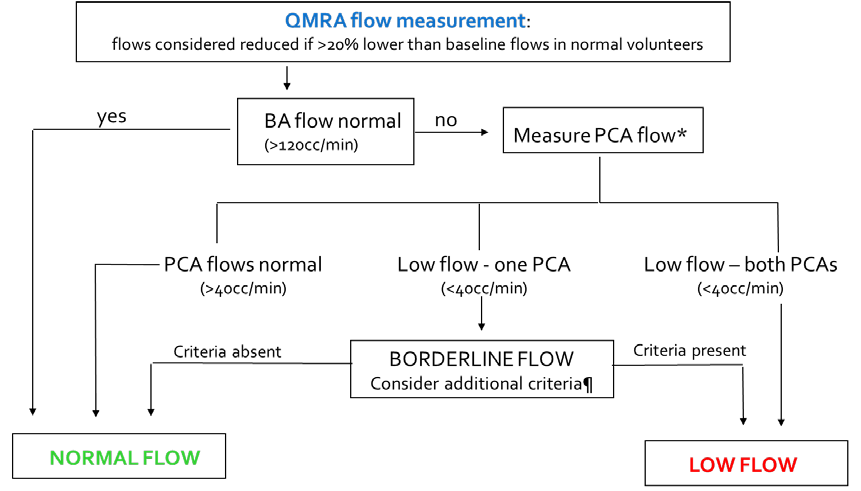 QMRA flow measurement:
flows considered reduced if >20% lower than baseline flows in normal volunteers
yes
BA flow normal
(>120cc/min)
no
Measure PCA flow*
PCA flows normal
(>40cc/min)
Low flow - one PCA
(<40cc/min)
Low flow – both PCAs
(<40cc/min)
Criteria absent
BORDERLINE FLOW
Consider additional criteria¶
Criteria present
NORMAL FLOW
LOW FLOW